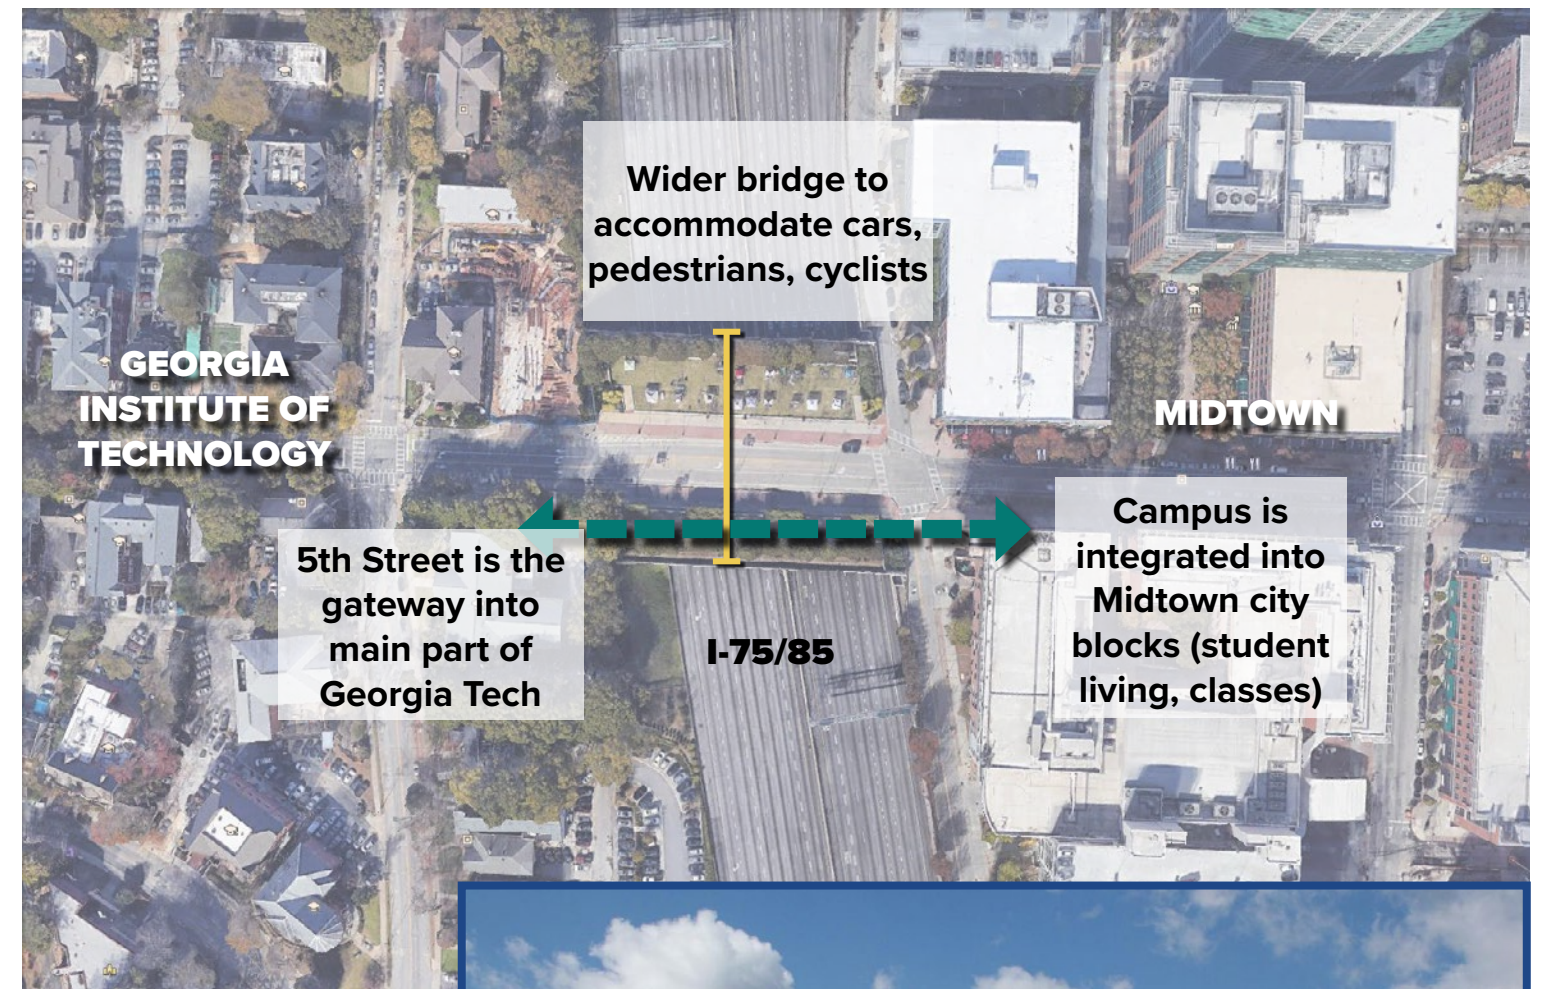 Wider bridge to
accommodate cars,
pedestrians, cyclists
GEORGIA
INSTITUTE OF
TECHNOLOGY
MIDTOWN
5th Street is the
gateway into
main part of
Georgia Tech
I-75/85
Campus is
integrated into
Midtown city
blocks (student
living, classes)